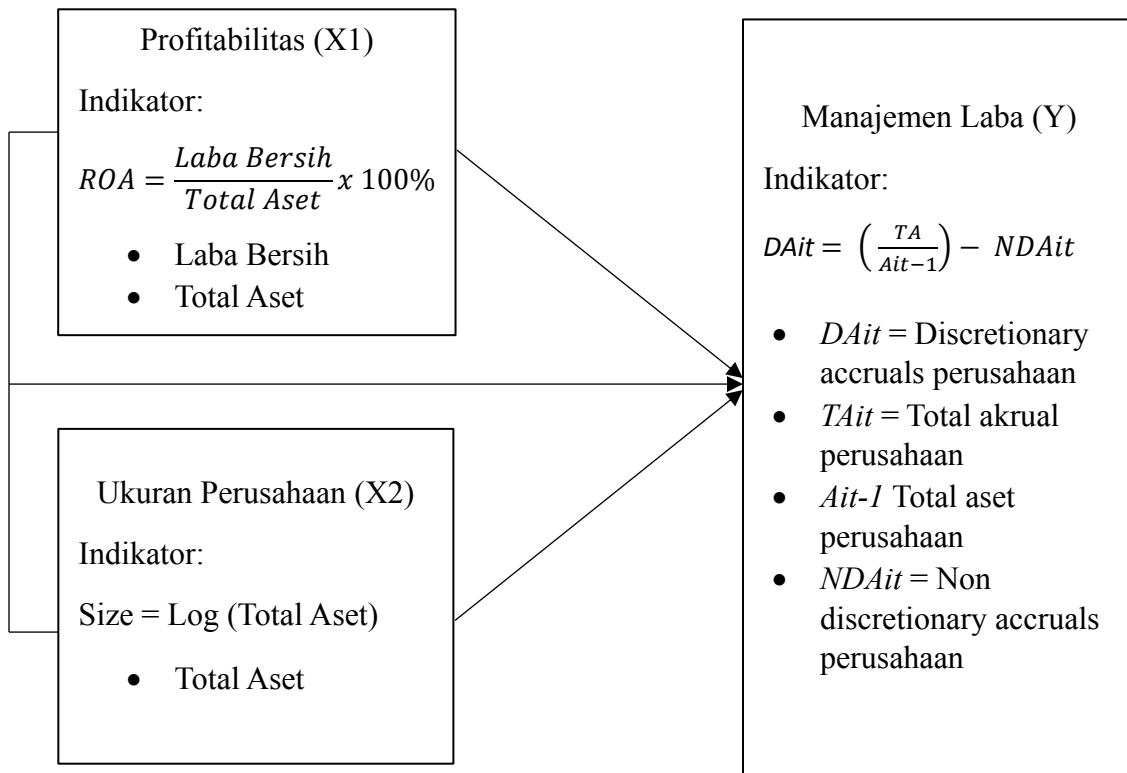 Profitabilitas (X1)
Indikator:
ROA = Laba Bersih / Total Aset x 100%
• Laba Bersih
• Total Aset
Ukuran Perusahaan (X2)
Indikator:
Size = Log (Total Aset)
• Total Aset
Manajemen Laba (Y)
Indikator:
DAit = (TA / Ait−1) − NDAit
• DAit = Discretionary
accruals perusahaan
• TAit = Total akrual
perusahaan
• Ait-1 Total aset
perusahaan
• NDAit = Non
discretionary accruals
perusahaan